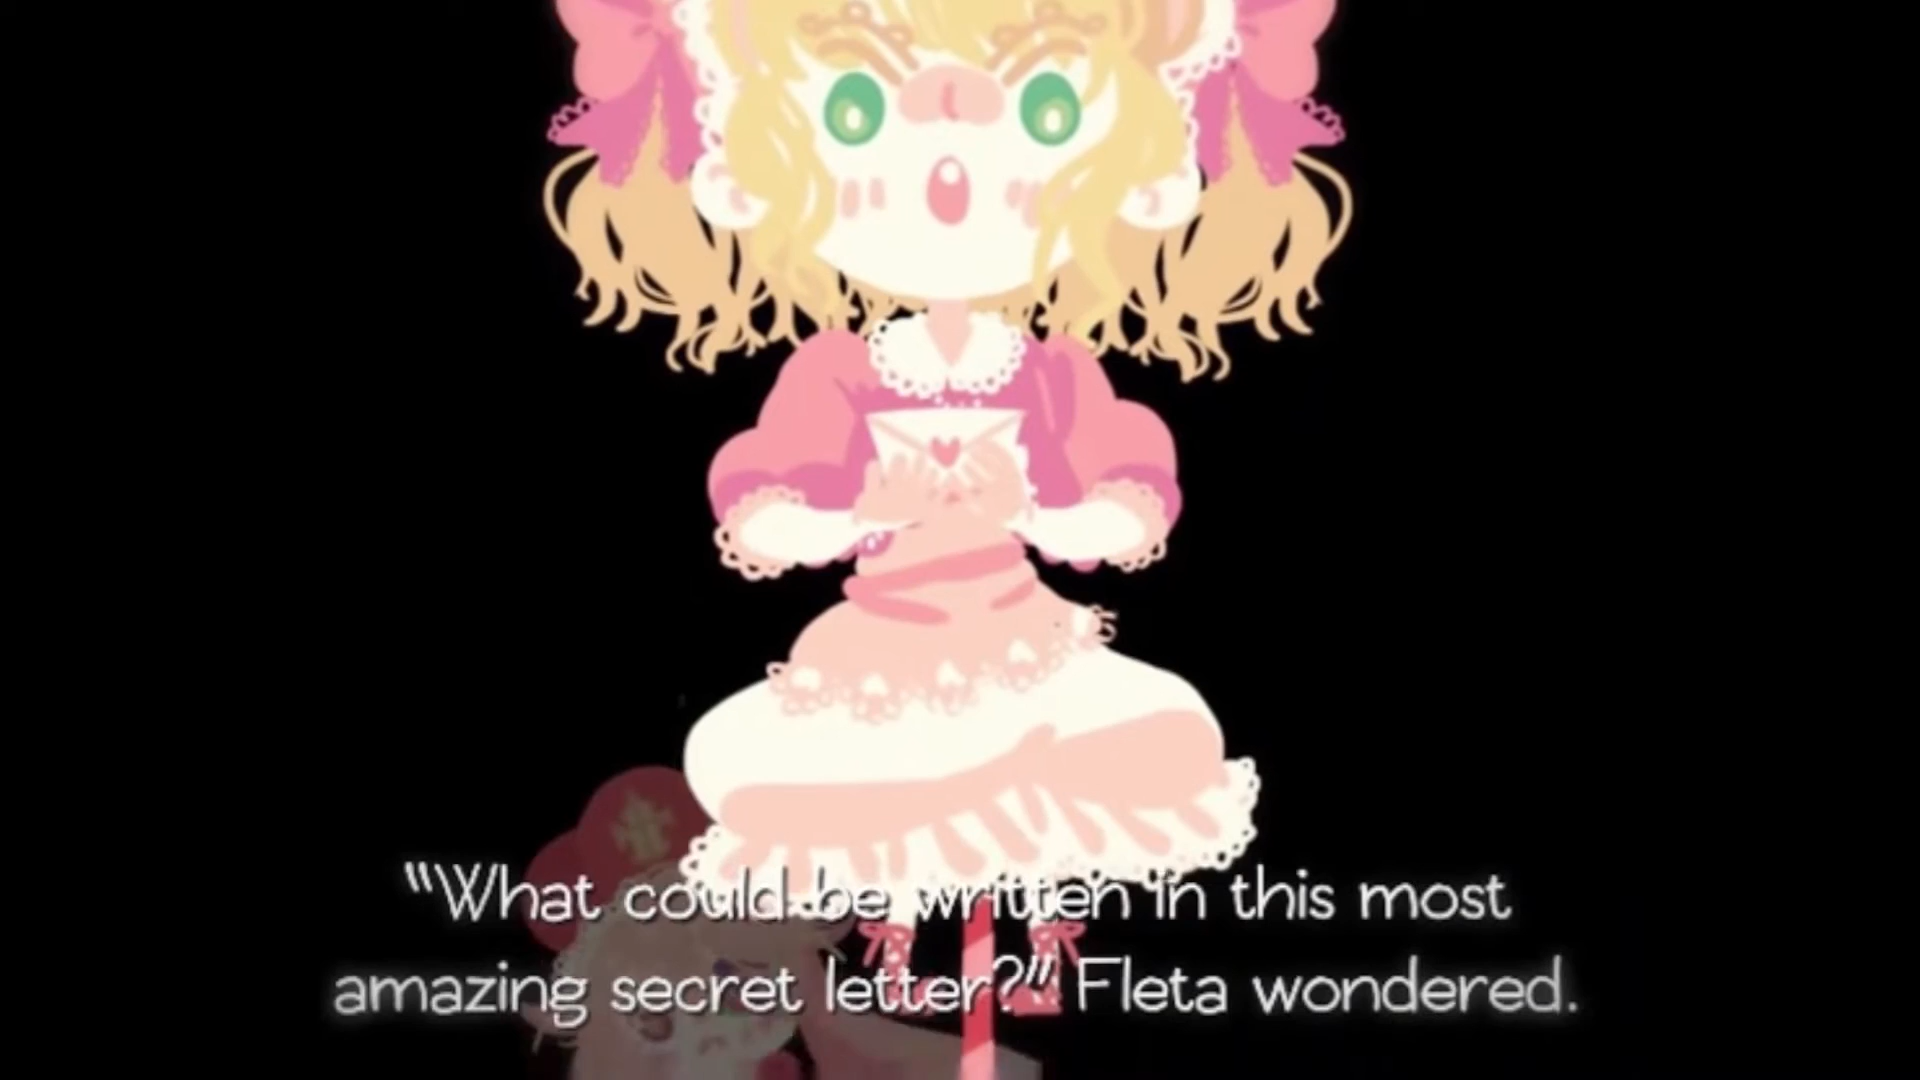 “What could be written in this most
amazing secret letter?” Fleta wondered.